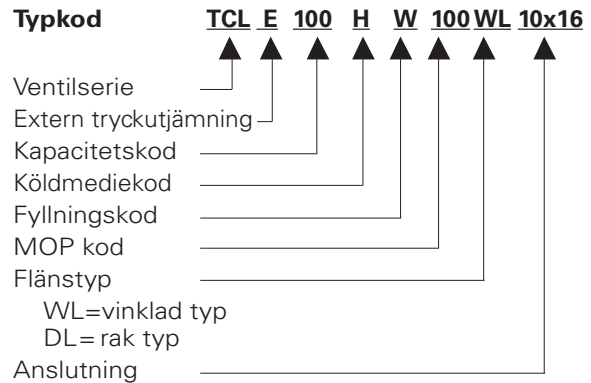 Typkod TCL E 100 H W 100 WL 10x16
Ventilserie
Extern tryckutjämning
Kapacitetskod
Köldmediekod
Fyllningskod
MOP kod
Flänstyp
WL=vinklad typ
DL= rak typ
Anslutning